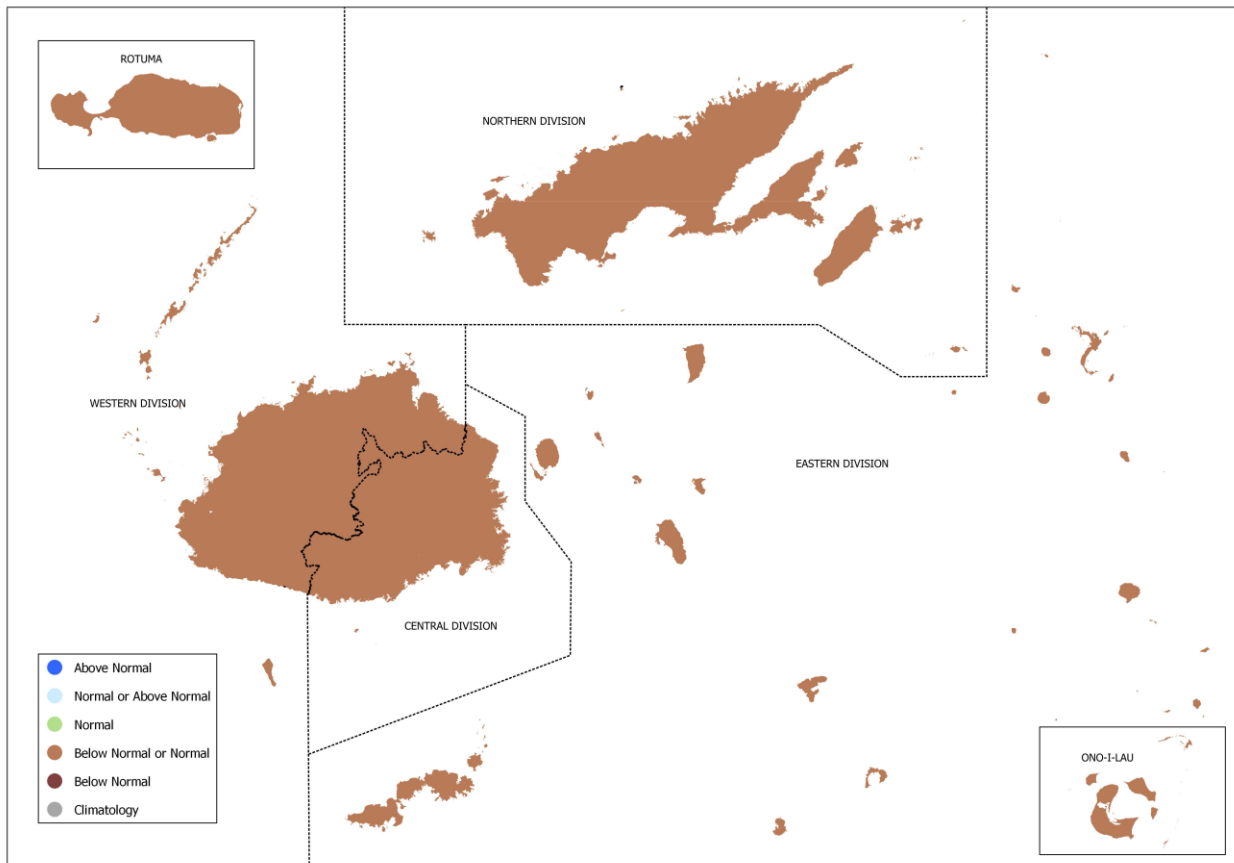 ROTUMA
NORTHERN DIVISION
WESTERN DIVISION
EASTERN DIVISION
CENTRAL DIVISION
Above Normal
Normal or Above Normal
Normal
Below Normal or Normal
Below Normal
Climatology
ONO-I-LAU